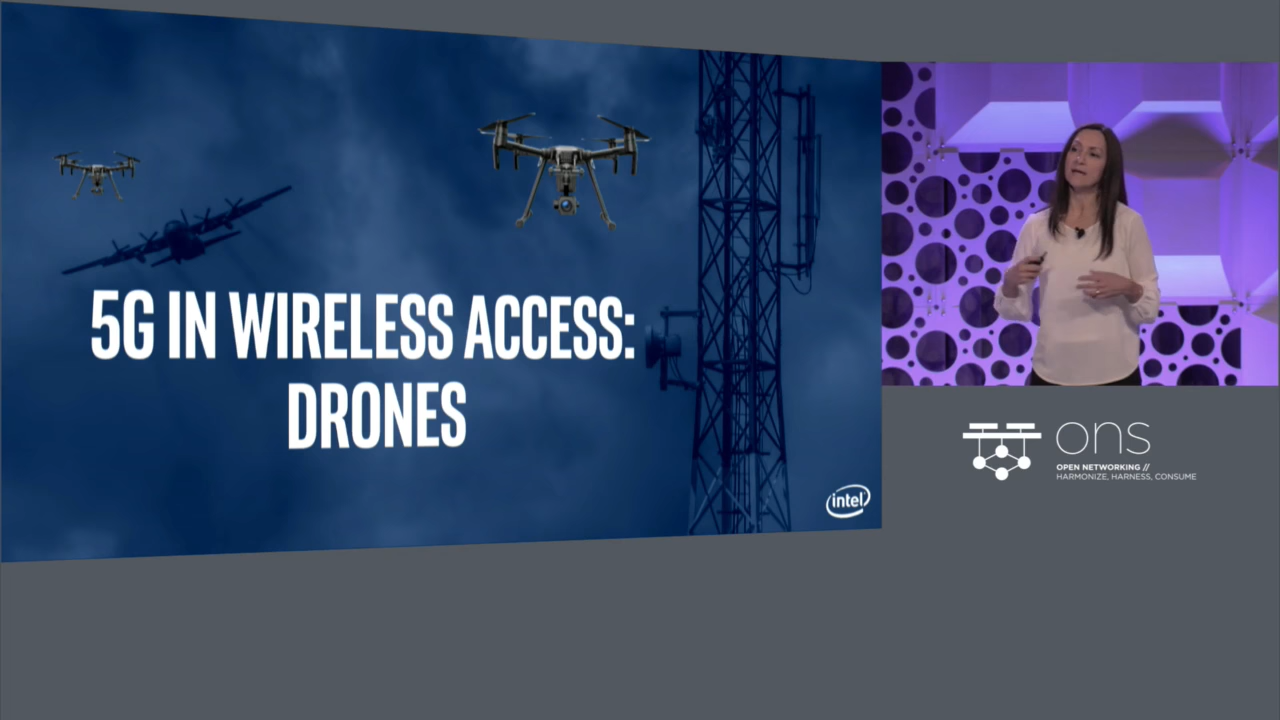 5G IN WIRELESS ACCESS:
DRONES
intel
ons
OPEN NETWORKING //
HARMONIZE, HARNESS, CONSUME